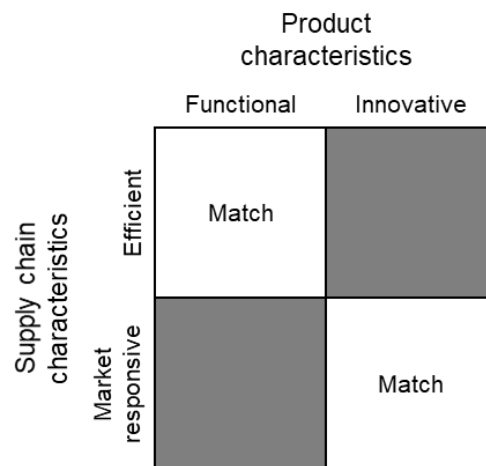 Product
characteristics
Functional
Innovative
Supply chain
characteristics
Efficient
Match
Market
responsive
Match